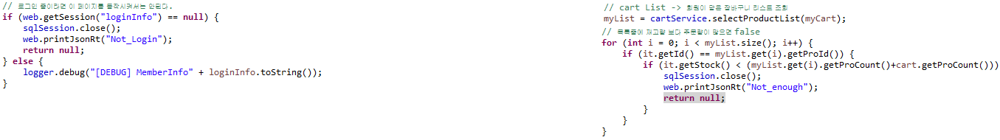 // 로그인 중이라면 이 페이지를 동작시켜서는 안된다.
if (web.getSession("loginInfo") == null) {
sqlSession.close();
web.printJsonRt("Not_Login");
return null;
} else {
logger.debug("[DEBUG] MemberInfo" + loginInfo.toString());
}
// cart List -> 회원이 담은 장바구니 리스트 조회
myList = cartService.selectProductList(myCart);
// 목록중에 재고량 보다 주문량이 많으면 false
for (int i = 0; i < myList.size(); i++) {
if (it.getId() == myList.get(i).getProId()) {
if (it.getStock() < (myList.get(i).getProCount()+cart.getProCount()))
sqlSession.close();
web.printJsonRt("Not_enough");
return null;
}
}
}